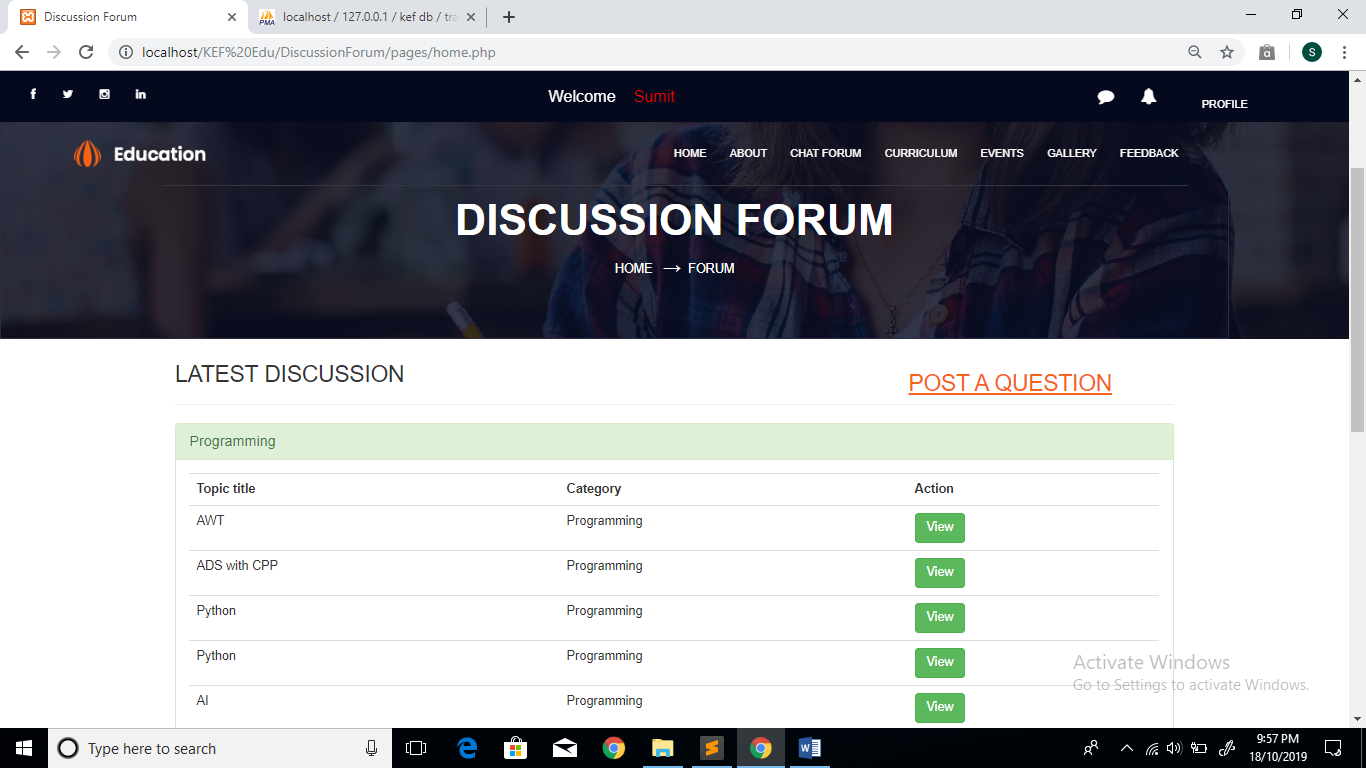 Discussion Forum
localhost / 127.0.0.1 / kef db / tra
localhost/KEF%20Edu/DiscussionForum/pages/home.php
S
Welcome Sumit
PROFILE
Education
HOME ABOUT CHAT FORUM CURRICULUM EVENTS GALLERY FEEDBACK
DISCUSSION FORUM
HOME → FORUM
LATEST DISCUSSION
POST A QUESTION
Programming
Topic title Category Action
AWT Programming View
ADS with CPP Programming View
Python Programming View
Python Programming View
AI Programming View
Activate Windows
Go to Settings to activate Windows.
Type here to search
9:57 PM
18/10/2019